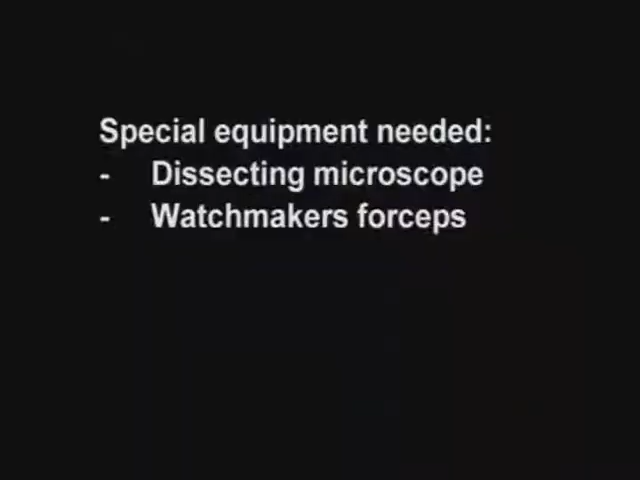 Special equipment needed:
- Dissecting microscope
- Watchmakers forceps